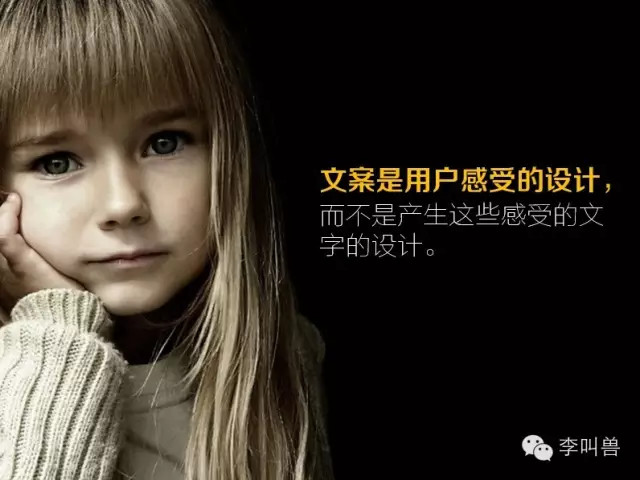 文案是用户感受的设计，
而不是产生这些感受的文
字的设计。
李叫兽